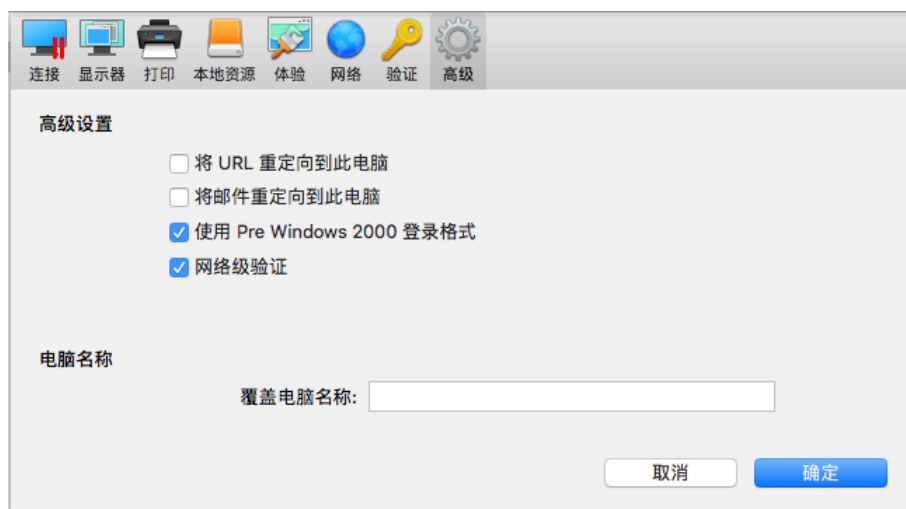 连接 显示器 打印 本地资源 体验 网络 验证 高级
高级设置
将 URL 重定向到此电脑
将邮件重定向到此电脑
使用 Pre Windows 2000 登录格式
网络级验证
电脑名称
覆盖电脑名称:
取消 确定